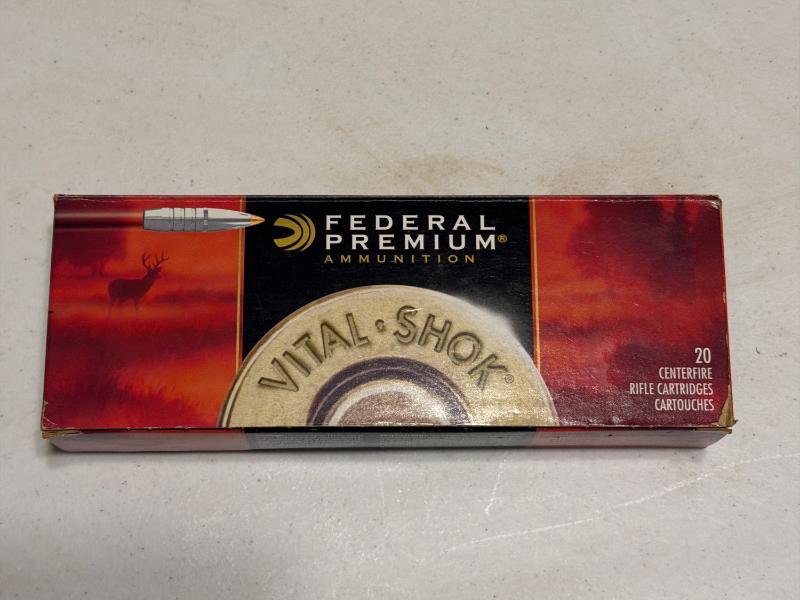 FEDERAL
PREMIUM®
AMMUNITION
VITAL·SHOK®
20
CENTERFIRE
RIFLE CARTRIDGES
CARTOUCHES